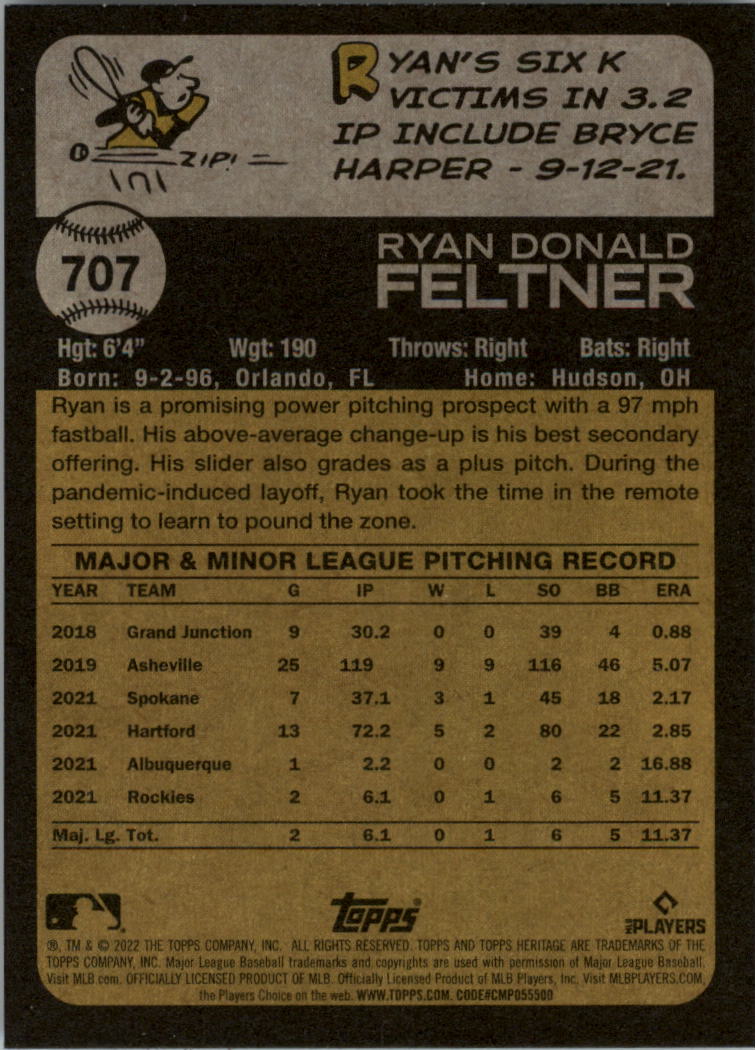 RYAN'S SIX K
VICTIMS IN 3.2
IP INCLUDE BRYCE
HARPER - 9-12-21.
ZIP!
707
RYAN DONALD
FELTNER
Hgt: 6'4" Wgt: 190 Throws: Right Bats: Right
Born: 9-2-96, Orlando, FL Home: Hudson, OH
Ryan is a promising power pitching prospect with a 97 mph
fastball. His above-average change-up is his best secondary
offering. His slider also grades as a plus pitch. During the
pandemic-induced layoff, Ryan took the time in the remote
setting to learn to pound the zone.
MAJOR & MINOR LEAGUE PITCHING RECORD
YEAR TEAM G IP W L SO BB ERA
2018 Grand Junction 9 30.2 0 0 39 4 0.88
2019 Asheville 25 119 9 9 116 46 5.07
2021 Spokane 7 37.1 3 1 45 18 2.17
2021 Hartford 13 72.2 5 2 80 22 2.85
2021 Albuquerque 1 2.2 0 0 2 2 16.88
2021 Rockies 2 6.1 0 1 6 5 11.37
Maj. Lg. Tot. 2 6.1 0 1 6 5 11.37
topps
MLB PLAYERS
®, TM & © 2022 THE TOPPS COMPANY, INC. ALL RIGHTS RESERVED. TOPPS AND TOPPS HERITAGE ARE TRADEMARKS OF THE
TOPPS COMPANY, INC. Major League Baseball trademarks and copyrights are used with permission of Major League Baseball.
Visit MLB.com. OFFICIALLY LICENSED PRODUCT OF MLB. Officially Licensed Product of MLB Players, Inc. Visit MLBPLAYERS.COM,
the Players Choice on the web. WWW.TOPPS.COM. CODE#CMP055500